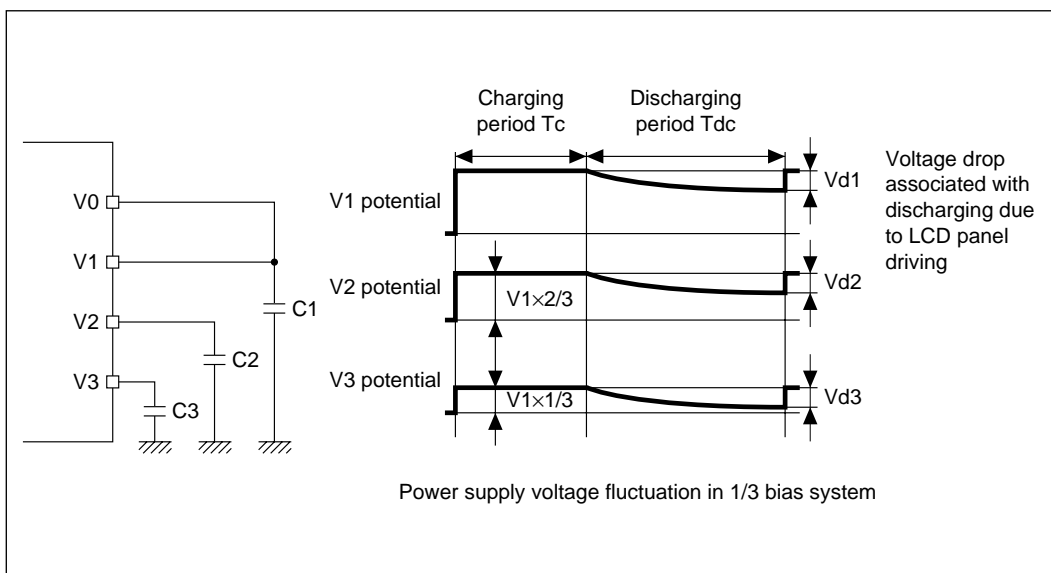 V0
V1
V2
V3
C1
C2
C3
Charging
period Tc
Discharging
period Tdc
V1 potential
V2 potential
V3 potential
V1×2/3
V1×1/3
Vd1
Vd2
Vd3
Voltage drop
associated with
discharging due
to LCD panel
driving
Power supply voltage fluctuation in 1/3 bias system